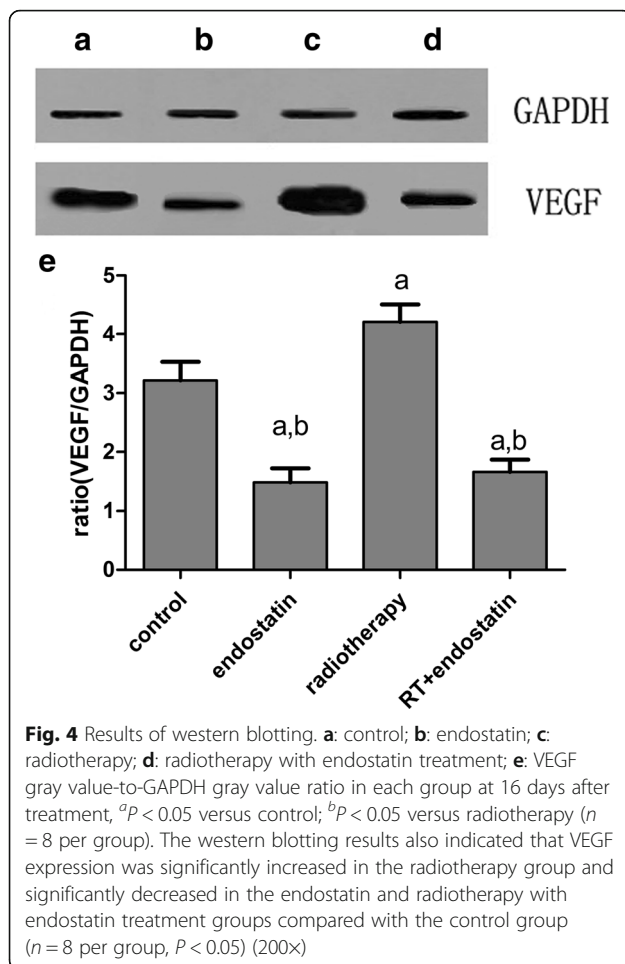 a b c d
GAPDH
VEGF
e
5
4
3
2
1
0
ratio(VEGF/GAPDH)
a,b
a
a,b
control
endostatin
radiotherapy
RT+endostatin
Fig. 4 Results of western blotting. a: control; b: endostatin; c:
radiotherapy; d: radiotherapy with endostatin treatment; e: VEGF
gray value-to-GAPDH gray value ratio in each group at 16 days after
treatment, aP < 0.05 versus control; bP < 0.05 versus radiotherapy (n
= 8 per group). The western blotting results also indicated that VEGF
expression was significantly increased in the radiotherapy group and
significantly decreased in the endostatin and radiotherapy with
endostatin treatment groups compared with the control group
(n = 8 per group, P < 0.05) (200×)